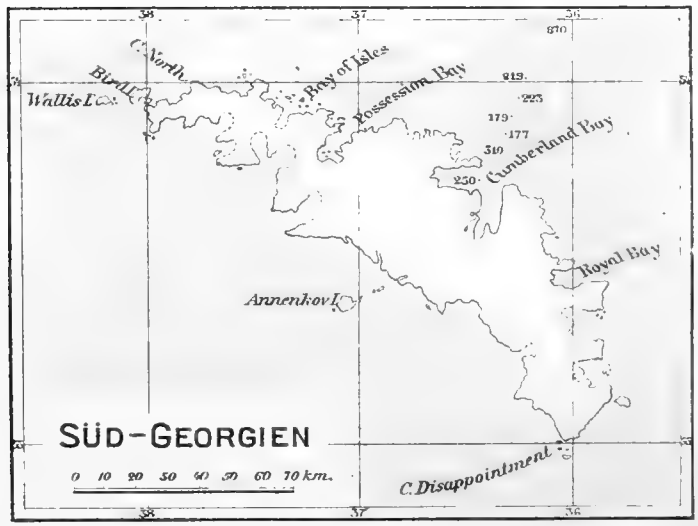 38 37 36
870
C. North
Bay of Isles
819
Bird I.
Possession Bay
Wallis I.
223
179
177
319
Cumberland Bay
250
Royal Bay
Annenkov I.
SÜD-GEORGIEN
0 10 20 30 40 50 60 70 km.
C. Disappointment
38 37 36